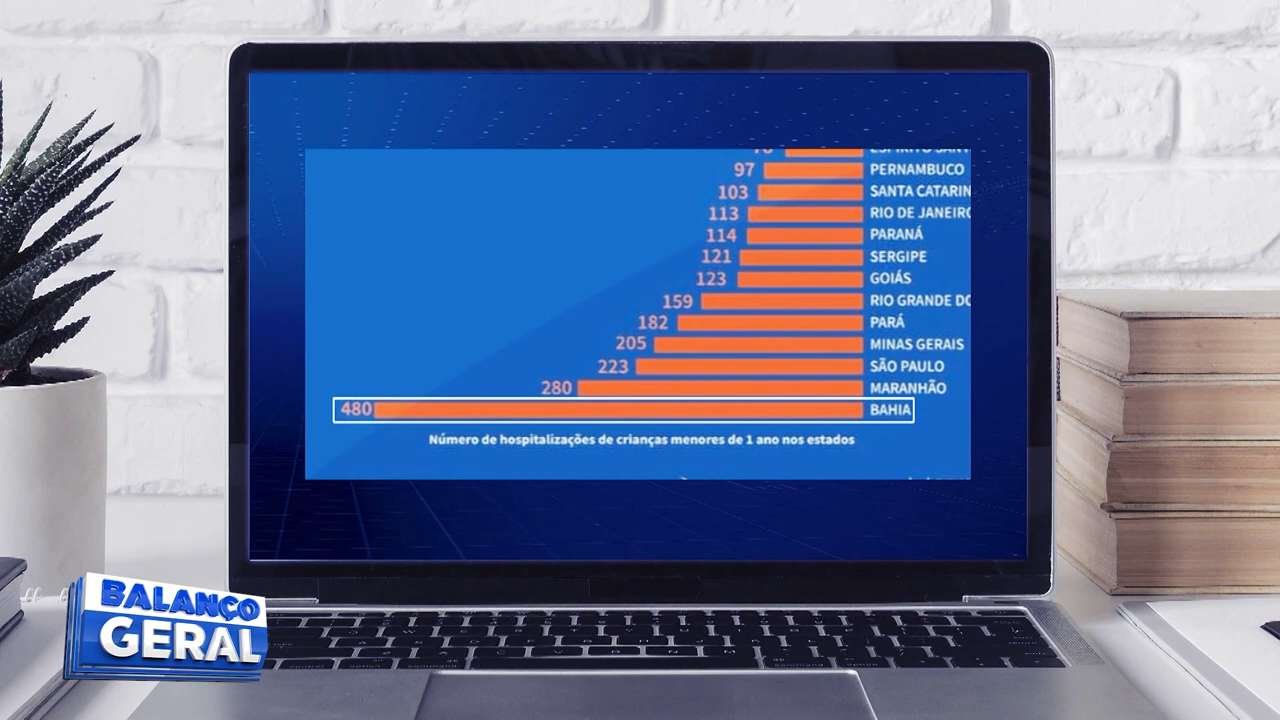 97 PERNAMBUCO
103 SANTA CATARIN
113 RIO DE JANEIRO
114 PARANÁ
121 SERGIPE
123 GOIÁS
159 RIO GRANDE DO
182 PARÁ
205 MINAS GERAIS
223 SÃO PAULO
280 MARANHÃO
480 BAHIA
Número de hospitalizações de crianças menores de 1 ano nos estados
BALANÇO
GERAL